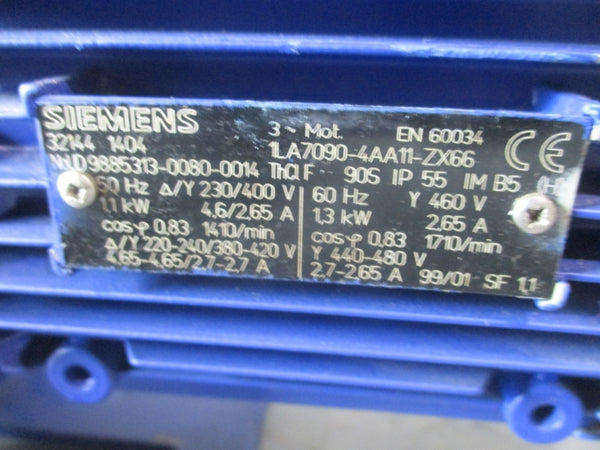 SIEMENS
3 ~ Mot. EN 60034
32144 1404 1LA7090-4AA11-ZX66
D 9885313-0080-0014 Th.Cl.F 90S IP 55 IM B5
50 Hz Δ/Y 230/400 V
1,1 kW 4.6/2.65 A
cos φ 0,83 1410/min
Δ/Y 220-240/380-420 V
4.65-4.65/2.7-2.7 A
60 Hz Y 460 V
1.3 kW 2.65 A
cos φ 0,83 1710/min
Y 440-480 V
2.7-2.65 A 99/01 SF 1,1
CE